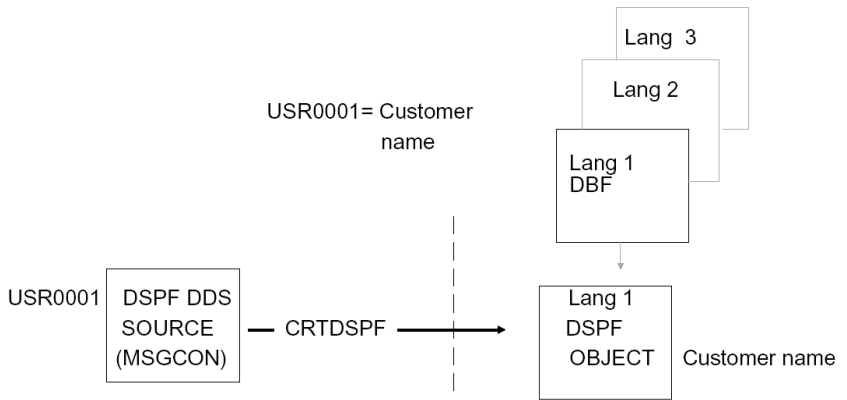 Lang 3
Lang 2
USR0001= Customer
name
Lang 1
DBF
USR0001
DSPF DDS
SOURCE
(MSGCON)
CRTDSPF
Lang 1
DSPF
OBJECT
Customer name